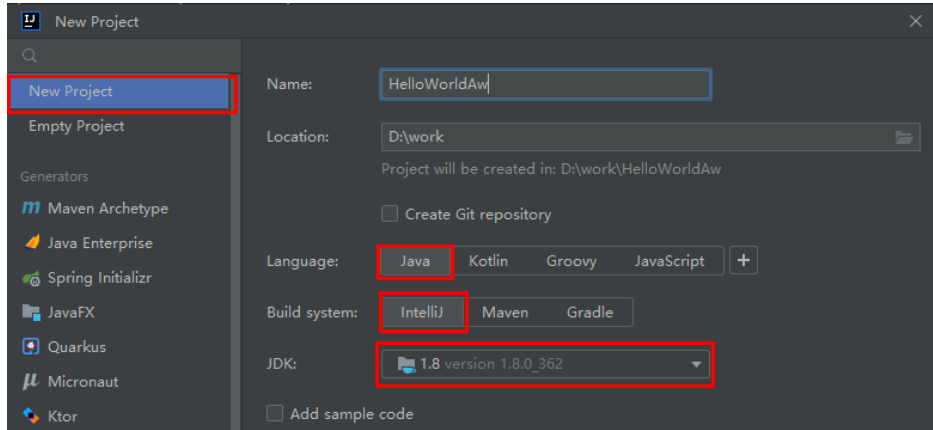 New Project
New Project
Empty Project
Generators
Maven Archetype
Java Enterprise
Spring Initializr
JavaFX
Quarkus
Micronaut
Ktor
Name: HelloWorldAw
Location: D:\work
Project will be created in: D:\work\HelloWorldAw
Create Git repository
Language: Java Kotlin Groovy JavaScript +
Build system: IntelliJ Maven Gradle
JDK: 1.8 version 1.8.0_362
Add sample code